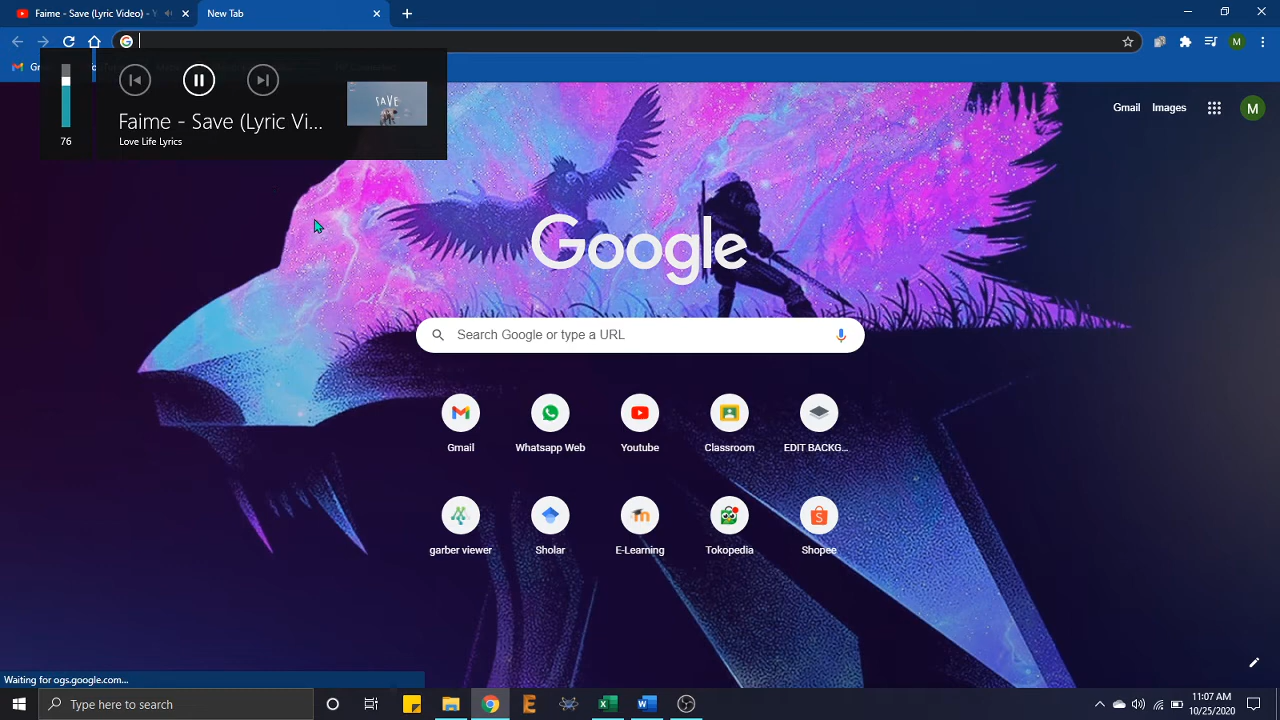 Faime - Save (Lyric Video) - Y
New Tab
76
Faime - Save (Lyric Vi...
Love Life Lyrics
SAVE
M
Gmail
Images
M
Google
Search Google or type a URL
Gmail
Whatsapp Web
Youtube
Classroom
EDIT BACKG...
garber viewer
Sholar
E-Learning
Tokopedia
Shopee
Waiting for ogs.google.com...
Type here to search
11:07 AM
10/25/2020